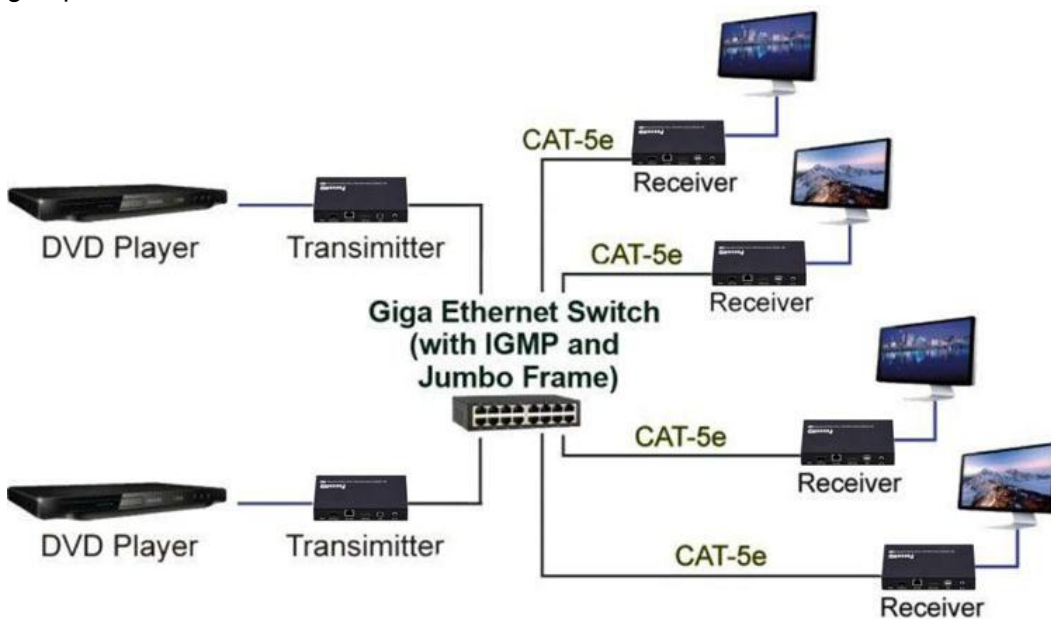 CAT-5e
Receiver
DVD Player
Transimitter
CAT-5e
Receiver
Giga Ethernet Switch
(with IGMP and
Jumbo Frame)
CAT-5e
Receiver
DVD Player
Transimitter
CAT-5e
Receiver